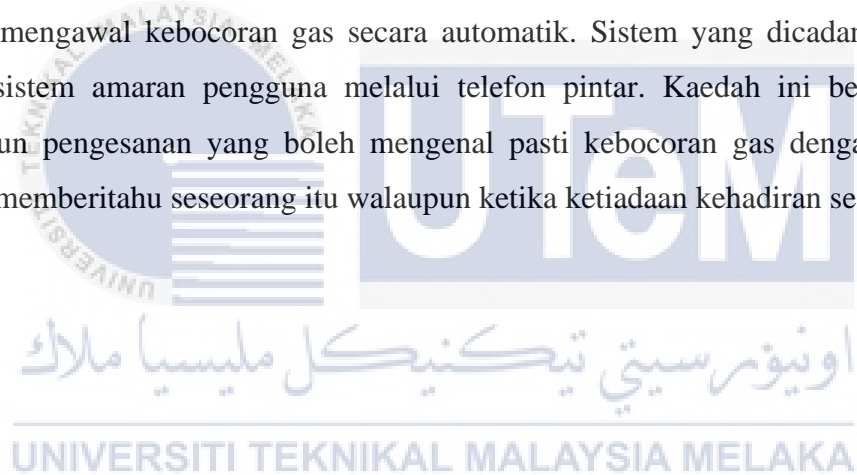 mengawal kebocoran gas secara automatik. Sistem yang dicadan
sistem amaran pengguna melalui telefon pintar. Kaedah ini be
un pengesanan yang boleh mengenal pasti kebocoran gas denga
memberitahu seseorang itu walaupun ketika ketiadaan kehadiran se
UTeM
اونيۏرسيتي تيكنيكل مليسيا ملاك
UNIVERSITI TEKNIKAL MALAYSIA MELAKA